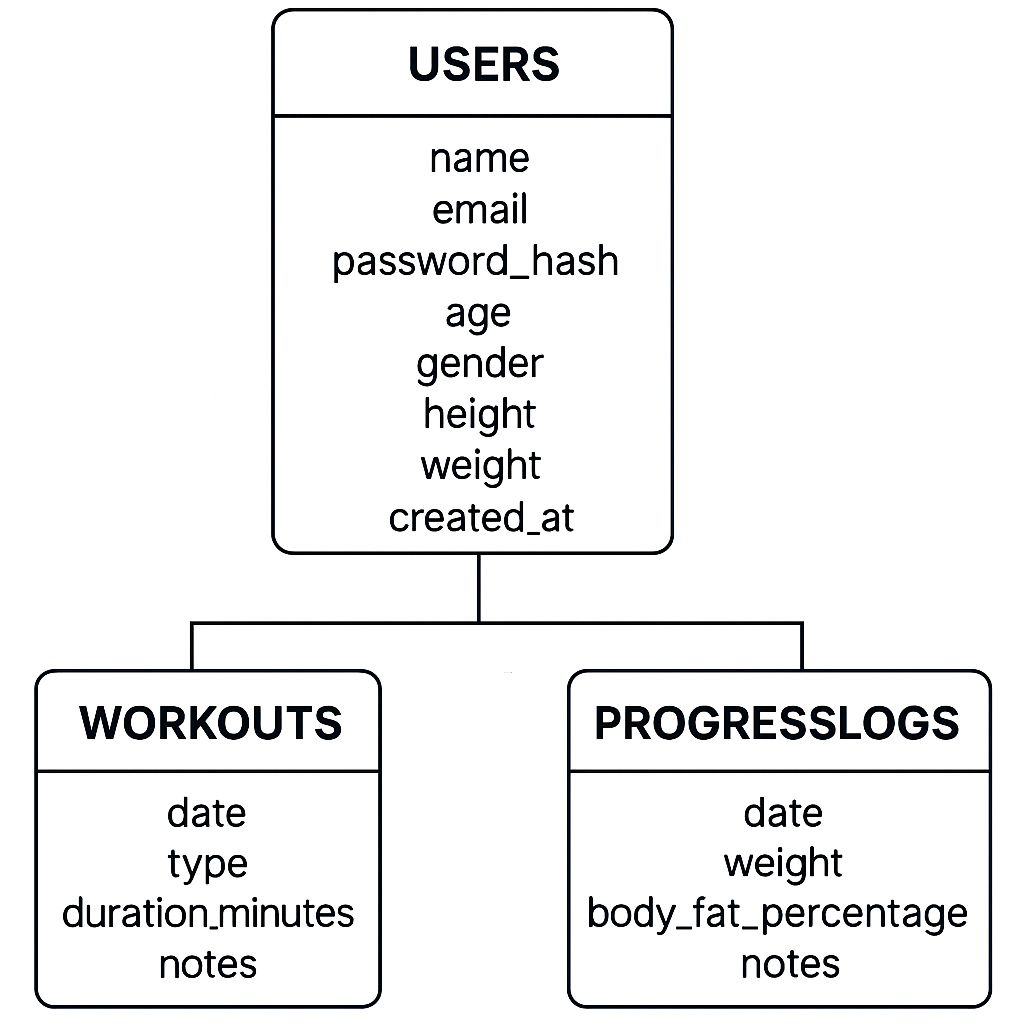 USERS
name
email
password_hash
age
gender
height
weight
created_at
WORKOUTS
date
type
duration_minutes
notes
PROGRESSLOGS
date
weight
body_fat_percentage
notes